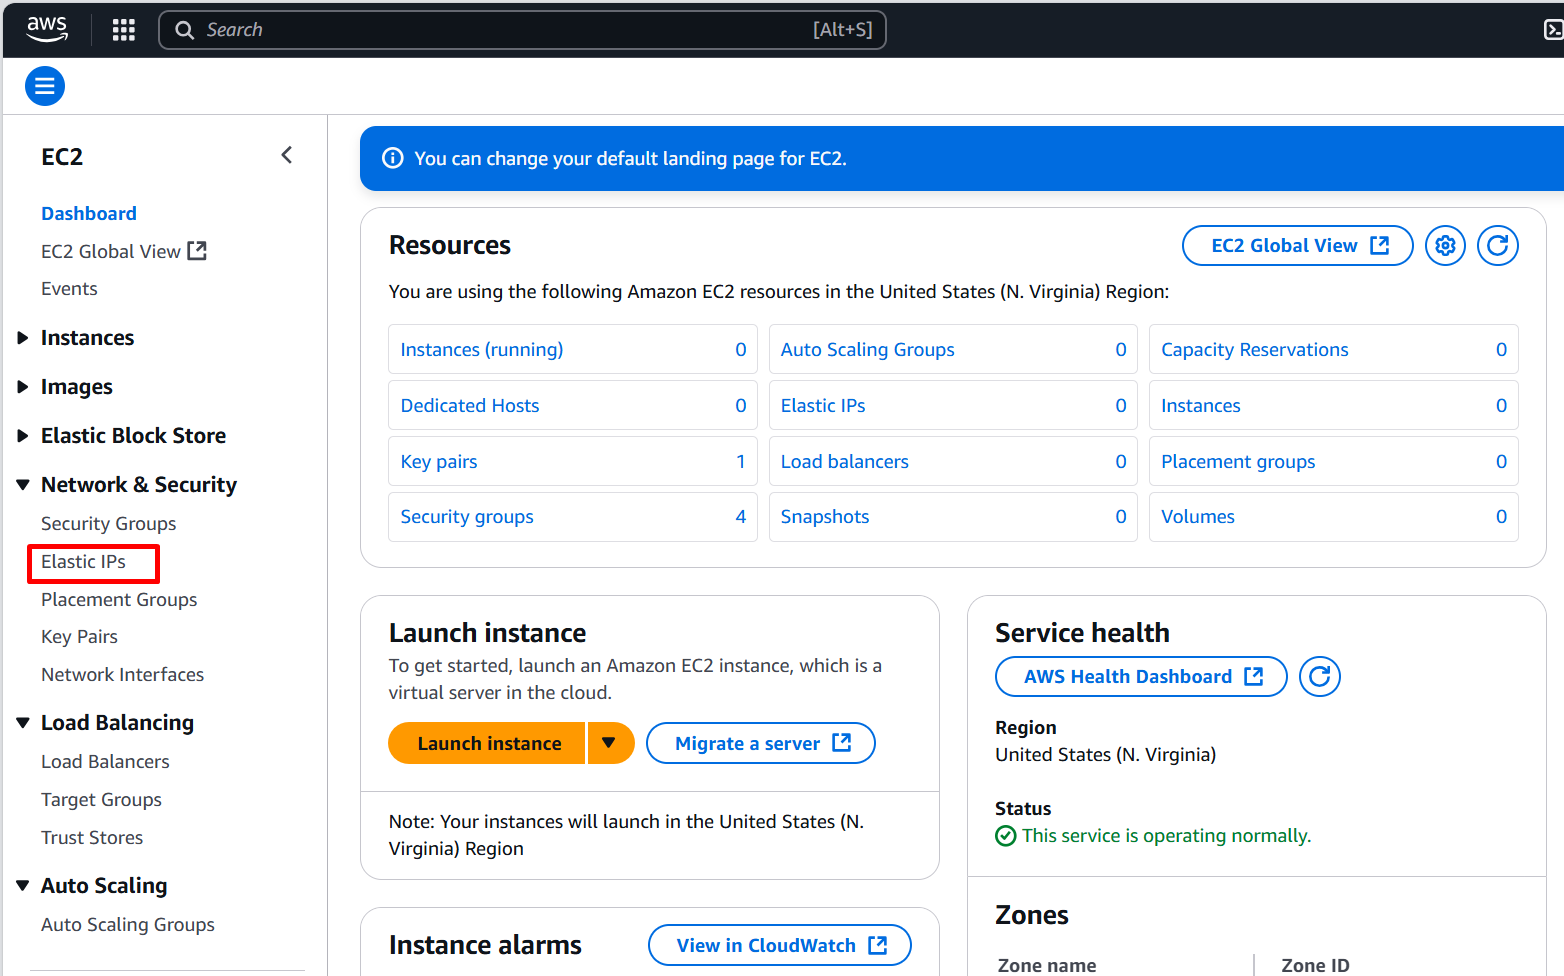 aws
Search [Alt+S]
EC2
Dashboard
EC2 Global View
Events
Instances
Images
Elastic Block Store
Network & Security
Security Groups
Elastic IPs
Placement Groups
Key Pairs
Network Interfaces
Load Balancing
Load Balancers
Target Groups
Trust Stores
Auto Scaling
Auto Scaling Groups
You can change your default landing page for EC2.
Resources
EC2 Global View
You are using the following Amazon EC2 resources in the United States (N. Virginia) Region:
Instances (running) 0 Auto Scaling Groups 0 Capacity Reservations 0
Dedicated Hosts 0 Elastic IPs 0 Instances 0
Key pairs 1 Load balancers 0 Placement groups 0
Security groups 4 Snapshots 0 Volumes 0
Launch instance
To get started, launch an Amazon EC2 instance, which is a
virtual server in the cloud.
Launch instance Migrate a server
Note: Your instances will launch in the United States (N.
Virginia) Region
Instance alarms View in CloudWatch
Service health
AWS Health Dashboard
Region
United States (N. Virginia)
Status
This service is operating normally.
Zones
Zone name Zone ID